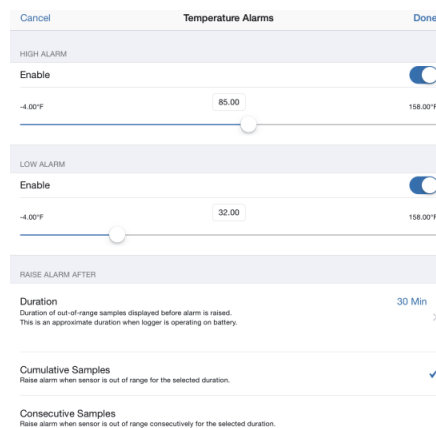 Cancel Temperature Alarms Done
HIGH ALARM
Enable
-4.00°F 85.00 158.00°F
LOW ALARM
Enable
-4.00°F 32.00 158.00°F
RAISE ALARM AFTER
Duration 30 Min
Duration of out-of-range samples displayed before alarm is raised.
This is an approximate duration when logger is operating on battery.
Cumulative Samples
Raise alarm when sensor is out of range for the selected duration.
Consecutive Samples
Raise alarm when sensor is out of range consecutively for the selected duration.